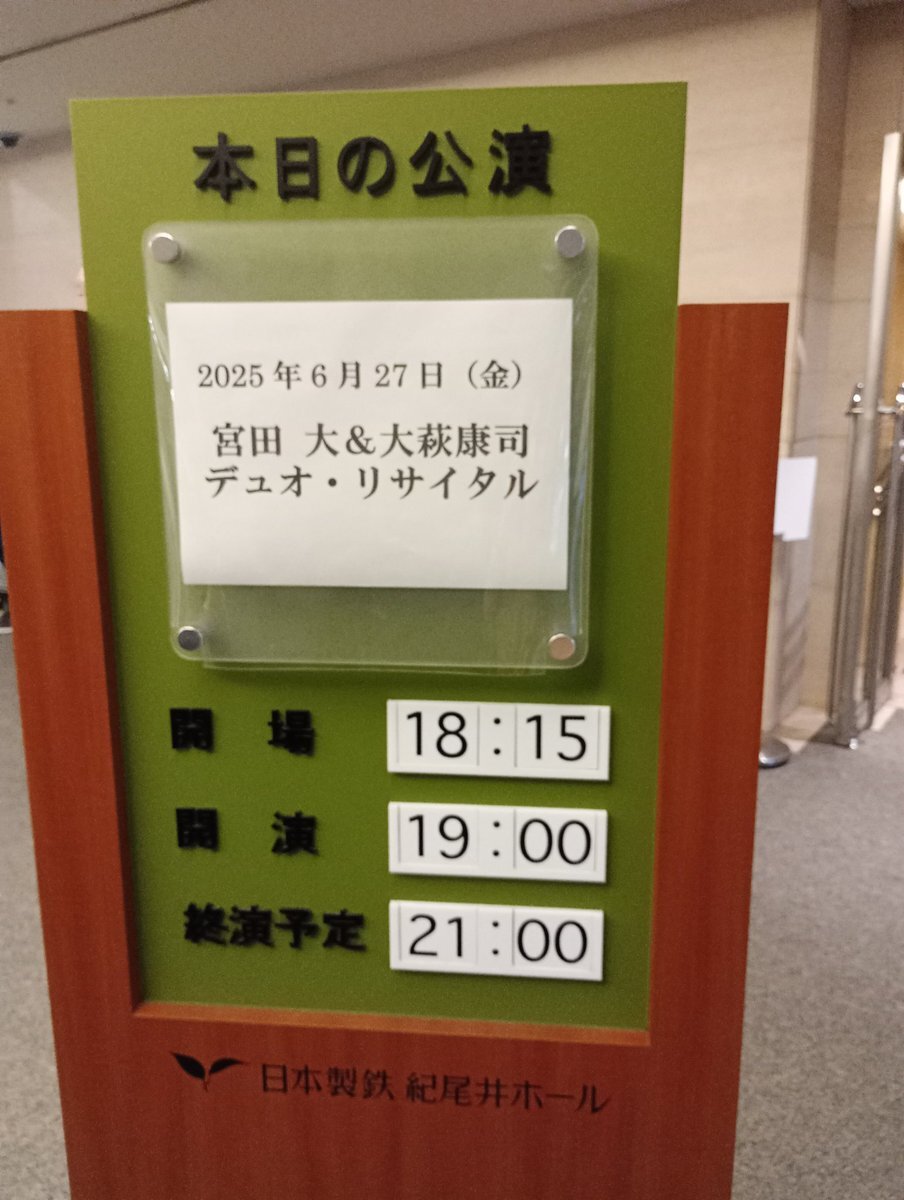 本日の公演
2025年6月27日（金）
宮田 大＆大萩康司
デュオ・リサイタル
開場 18:15
開演 19:00
終演予定 21:00
日本製鉄 紀尾井ホール